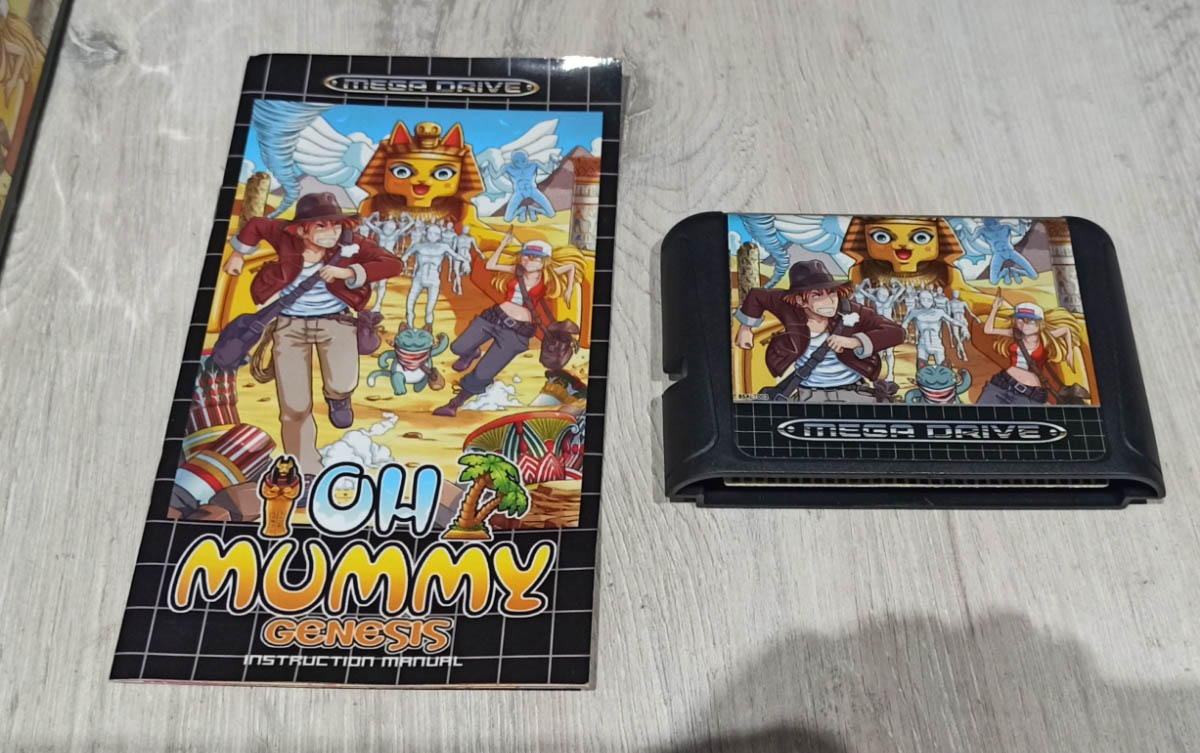 MEGA DRIVE
OH
MUMMY
GENESIS
INSTRUCTION MANUAL
MEGA DRIVE